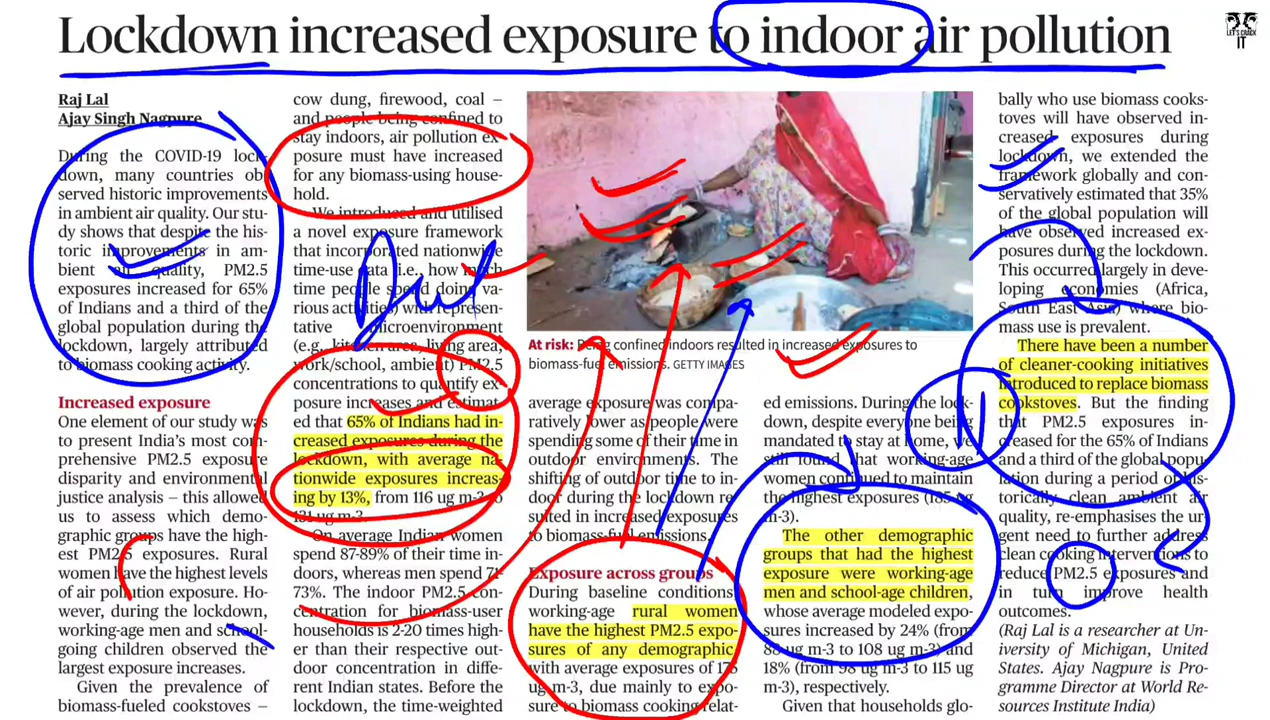 Lockdown increased exposure to indoor air pollution
LET'S CRACK
IT
Raj Lal
Ajay Singh Nagpure
During the COVID-19 lock-
down, many countries ob-
served historic improvements
in ambient air quality. Our stu-
dy shows that despite the his-
toric improvements in am-
bient air quality, PM2.5
exposures increased for 65%
of Indians and a third of the
global population during the
lockdown, largely attributed
to biomass cooking activity.
Increased exposure
One element of our study was
to present India's most com-
prehensive PM2.5 exposure
disparity and environmental
justice analysis – this allowed
us to assess which demo-
graphic groups have the high-
est PM2.5 exposures. Rural
women have the highest levels
of air pollution exposure. Ho-
wever, during the lockdown,
working-age men and school-
going children observed the
largest exposure increases.
Given the prevalence of
biomass-fueled cookstoves –
cow dung, firewood, coal –
and people being confined to
stay indoors, air pollution ex-
posure must have increased
for any biomass-using house-
hold.
We introduced and utilised
a novel exposure framework
that incorporated nationwide
time-use data (i.e., how much
time people spend doing va-
rious activities) with represen-
tative microenvironment
(e.g., kitchen area, living area,
work/school, ambient) PM2.5
concentrations to quantify ex-
posure increases and estimat-
ed that 65% of Indians had in-
creased exposures during the
lockdown, with average na-
tionwide exposures increas-
ing by 13%, from 116 ug m-3 to
131 ug m-3.
On average Indian women
spend 87-89% of their time in-
doors, whereas men spend 71-
73%. The indoor PM2.5 con-
centration for biomass-user
households is 2-20 times high-
er than their respective out-
door concentration in diffe-
rent Indian states. Before the
lockdown, the time-weighted
At risk: Being confined indoors resulted in increased exposures to
biomass-fuel emissions. GETTY IMAGES
average exposure was compa-
ratively lower as people were
spending some of their time in
outdoor environments. The
shifting of outdoor time to in-
door during the lockdown re-
sulted in increased exposures
to biomass-fuel emissions.
Exposure across groups
During baseline conditions,
working-age rural women
have the highest PM2.5 expo-
sures of any demographic
with average exposures of
ug m-3, due mainly to expo-
sure to biomass cooking relat-
ed emissions. During the lock-
down, despite everyone being
mandated to stay at home, we
still found that working-age
women continued to maintain
the highest exposures (185 ug
m-3).
The other demographic
groups that had the highest
exposure were working-age
men and school-age children,
whose average modeled expo-
sures increased by 24% (from
88 ug m-3 to 108 ug m-3) and
18% (from 98 ug m-3 to 115 ug
m-3), respectively.
Given that households glo-
bally who use biomass cooks-
toves will have observed in-
creased exposures during
lockdown, we extended the
framework globally and con-
servatively estimated that 35%
of the global population will
have observed increased ex-
posures during the lockdown.
This occurred largely in deve-
loping economies (Africa,
South East Asia) where bio-
mass use is prevalent.
There have been a number
of cleaner-cooking initiatives
introduced to replace biomass
cookstoves. But the finding
that PM2.5 exposures in-
creased for the 65% of Indians
and a third of the global popu-
lation during a period of his-
torically clean ambient air
quality, re-emphasises the ur-
gent need to further address
clean cooking interventions to
reduce PM2.5 exposures and
in turn improve health
outcomes.
(Raj Lal is a researcher at Un-
iversity of Michigan, United
States. Ajay Nagpure is Pro-
gramme Director at World Re-
sources Institute India)